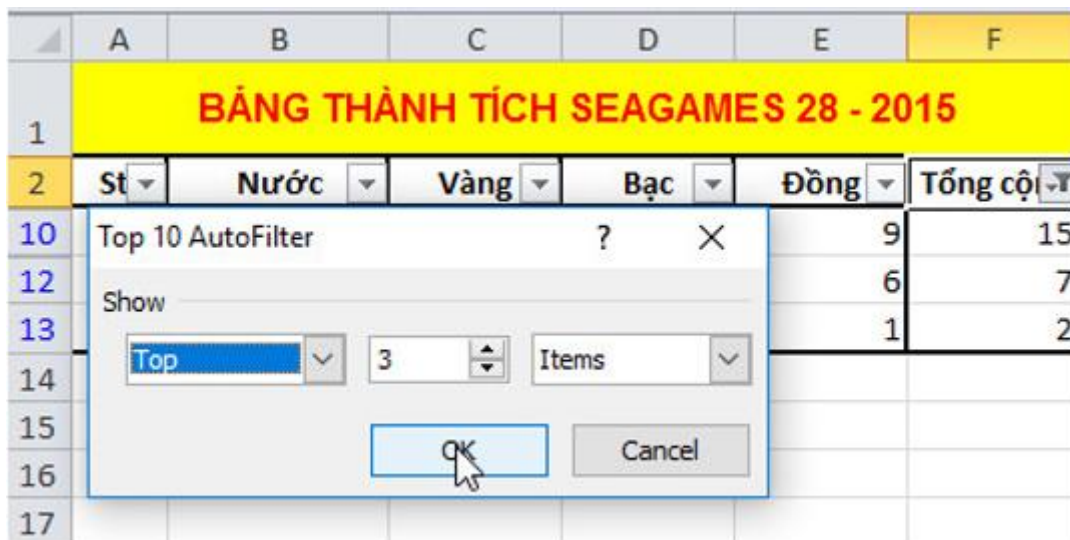 A B C D E F
1 BẢNG THÀNH TÍCH SEAGAMES 28 - 2015
2 St Nước Vàng Bạc Đồng Tổng cộ
10 9 15
Top 10 AutoFilter ? X
12 6 7
Show
13 1 2
Top 3 Items
14
15
OK Cancel
16
17